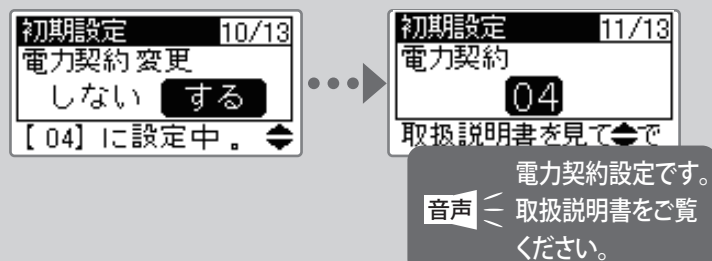 初期設定 10/13
電力契約 変更
しない する
【 04】 に設定中 。
初期設定 11/13
電力契約
04
取扱説明書を見て で
音声
電力契約設定です。
取扱説明書をご覧
ください。